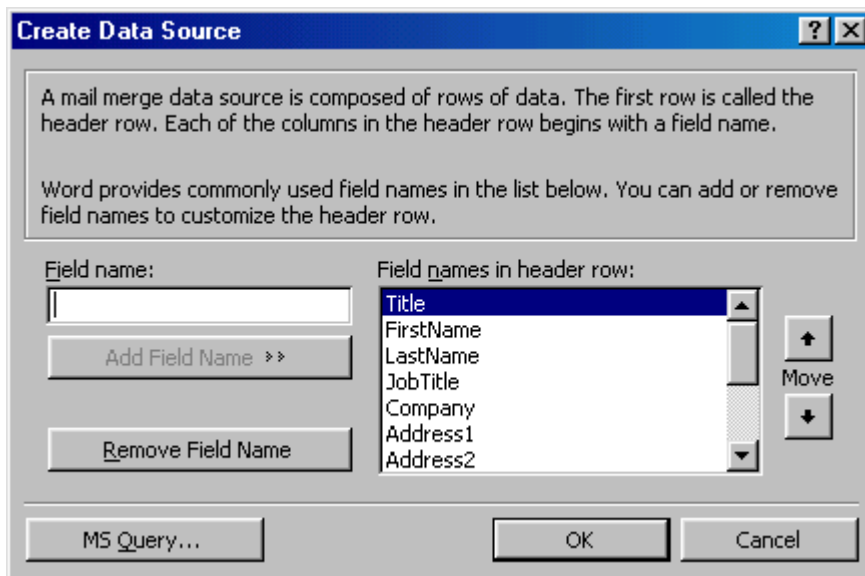 Create Data Source
A mail merge data source is composed of rows of data. The first row is called the
header row. Each of the columns in the header row begins with a field name.
Word provides commonly used field names in the list below. You can add or remove
field names to customize the header row.
Field name:
Add Field Name
Remove Field Name
Field names in header row:
Title
FirstName
LastName
JobTitle
Company
Address1
Address2
Move
MS Query...
OK
Cancel